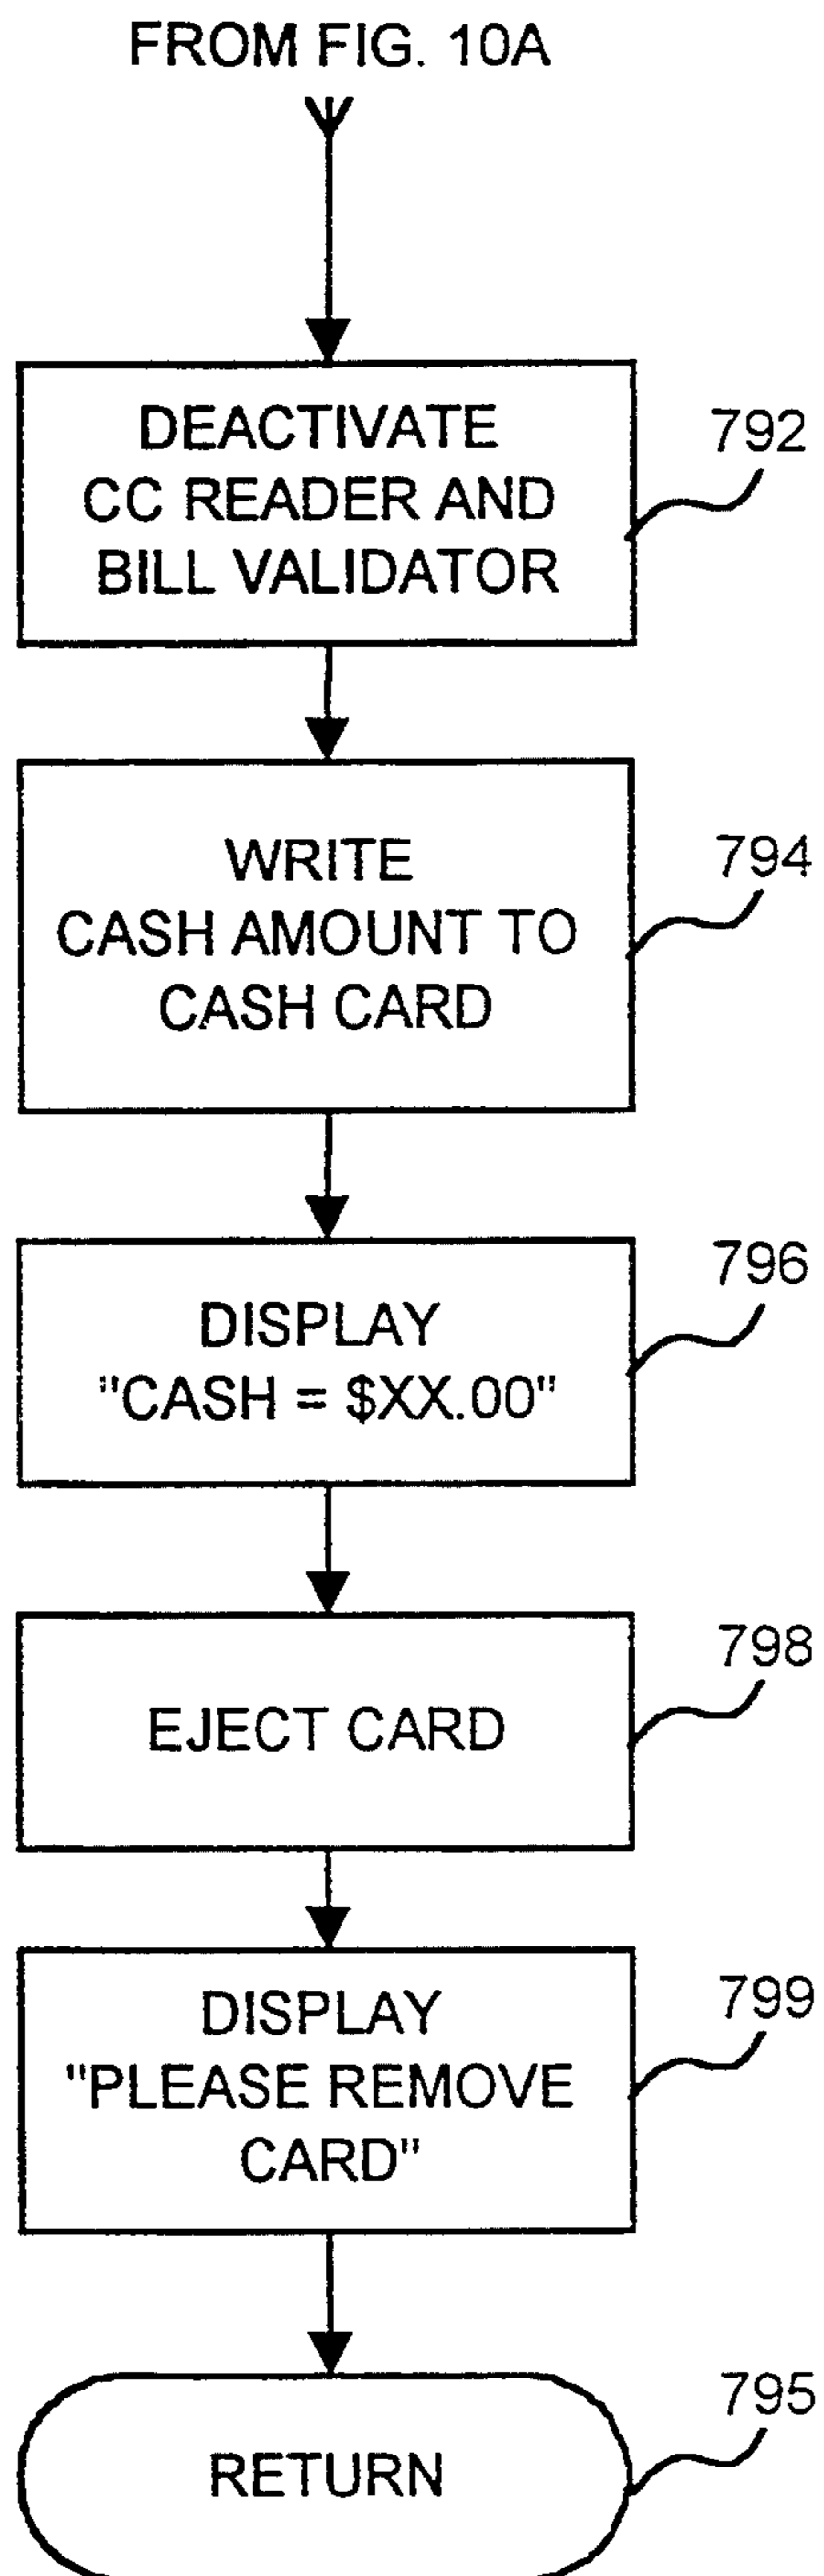 FROM FIG. 10A
DEACTIVATE
CC READER AND
BILL VALIDATOR
792
WRITE
CASH AMOUNT TO
CASH CARD
794
DISPLAY
"CASH = $XX.00"
796
EJECT CARD
798
DISPLAY
"PLEASE REMOVE
CARD"
799
RETURN
795